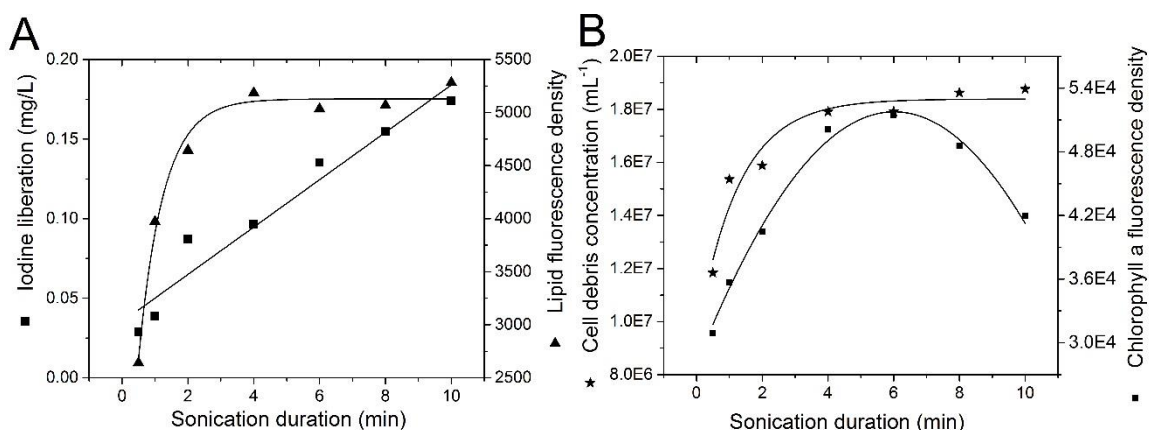 A
Iodine liberation (mg/L)
0.20
0.15
0.10
0.05
0.00
0
2
4
6
8
10
Sonication duration (min)
5500
5000
4500
4000
3500
3000
2500
Lipid fluorescence density
B
Cell debris concentration (mL⁻¹)
2.0E7
1.8E7
1.6E7
1.4E7
1.2E7
1.0E7
8.0E6
0
2
4
6
8
10
Sonication duration (min)
5.4E4
4.8E4
4.2E4
3.6E4
3.0E4
Chlorophyll a fluorescence density